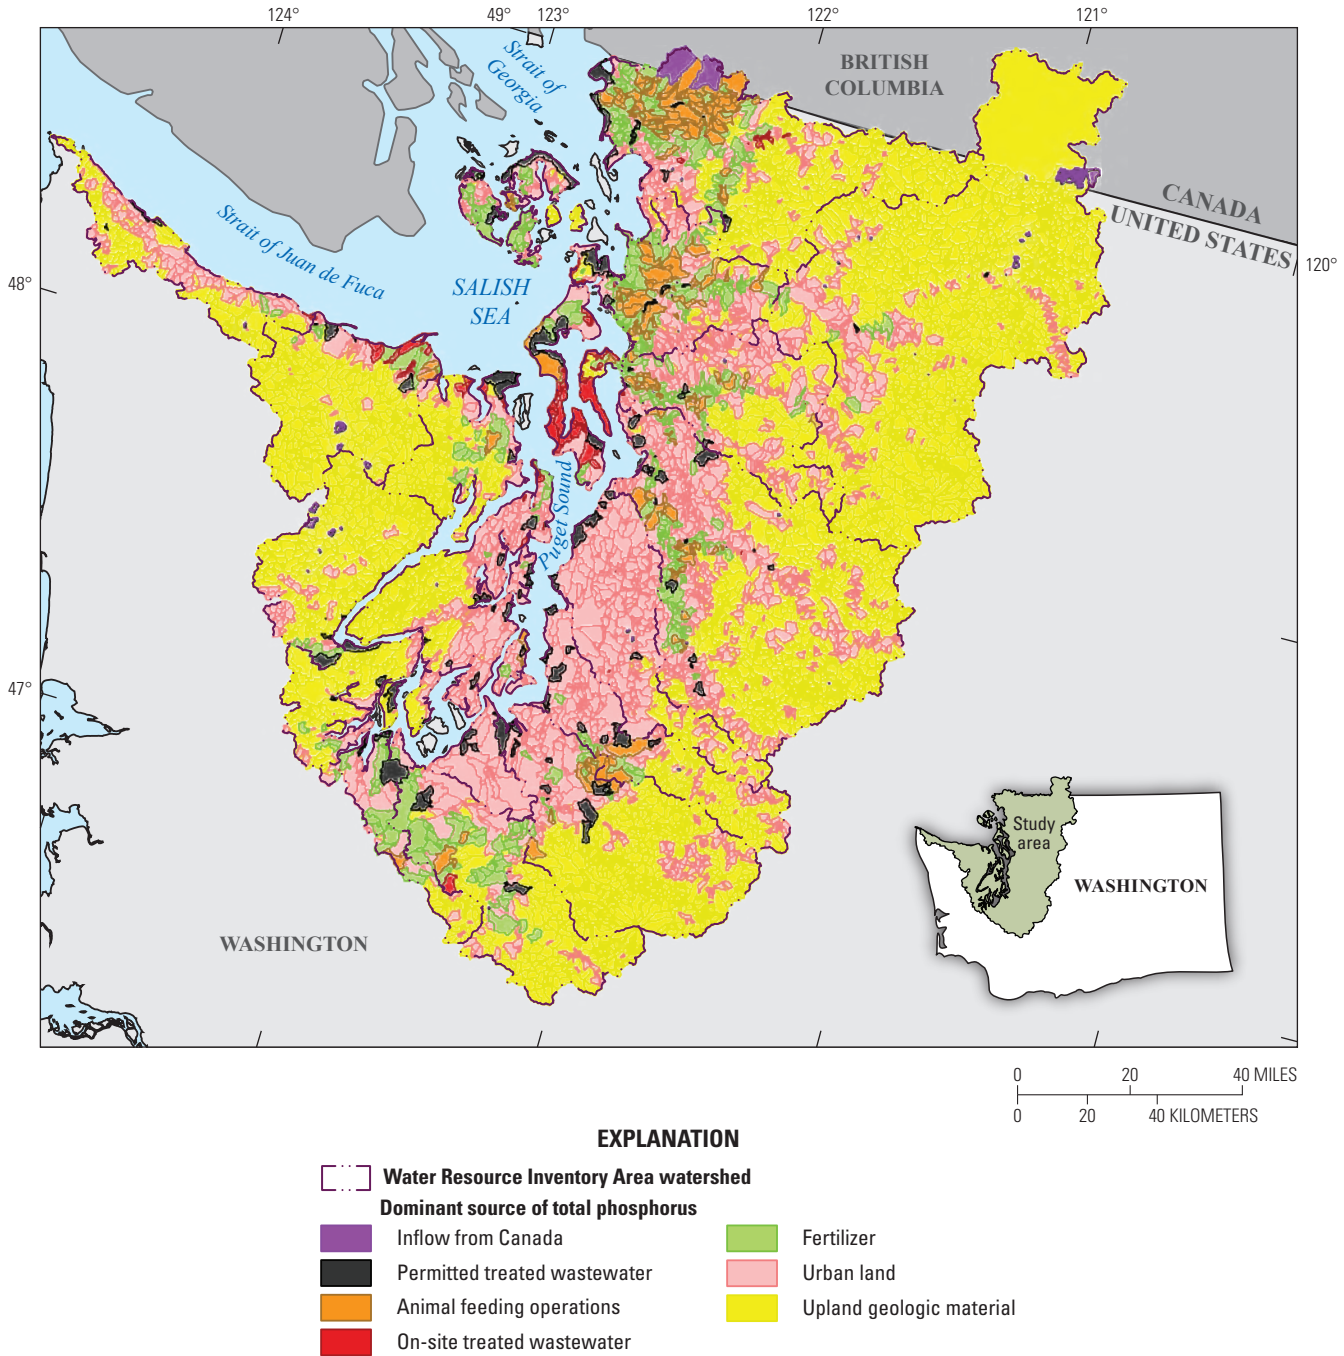 124°
49°
123°
122°
121°
Strait of
Georgia
BRITISH
COLUMBIA
CANADA
UNITED STATES
120°
Strait of Juan de Fuca
48°
SALISH
SEA
Puget Sound
47°
Study
area
WASHINGTON
WASHINGTON
0 20 40 MILES
0 20 40 KILOMETERS
EXPLANATION
Water Resource Inventory Area watershed
Dominant source of total phosphorus
Inflow from Canada
Permitted treated wastewater
Animal feeding operations
On-site treated wastewater
Fertilizer
Urban land
Upland geologic material